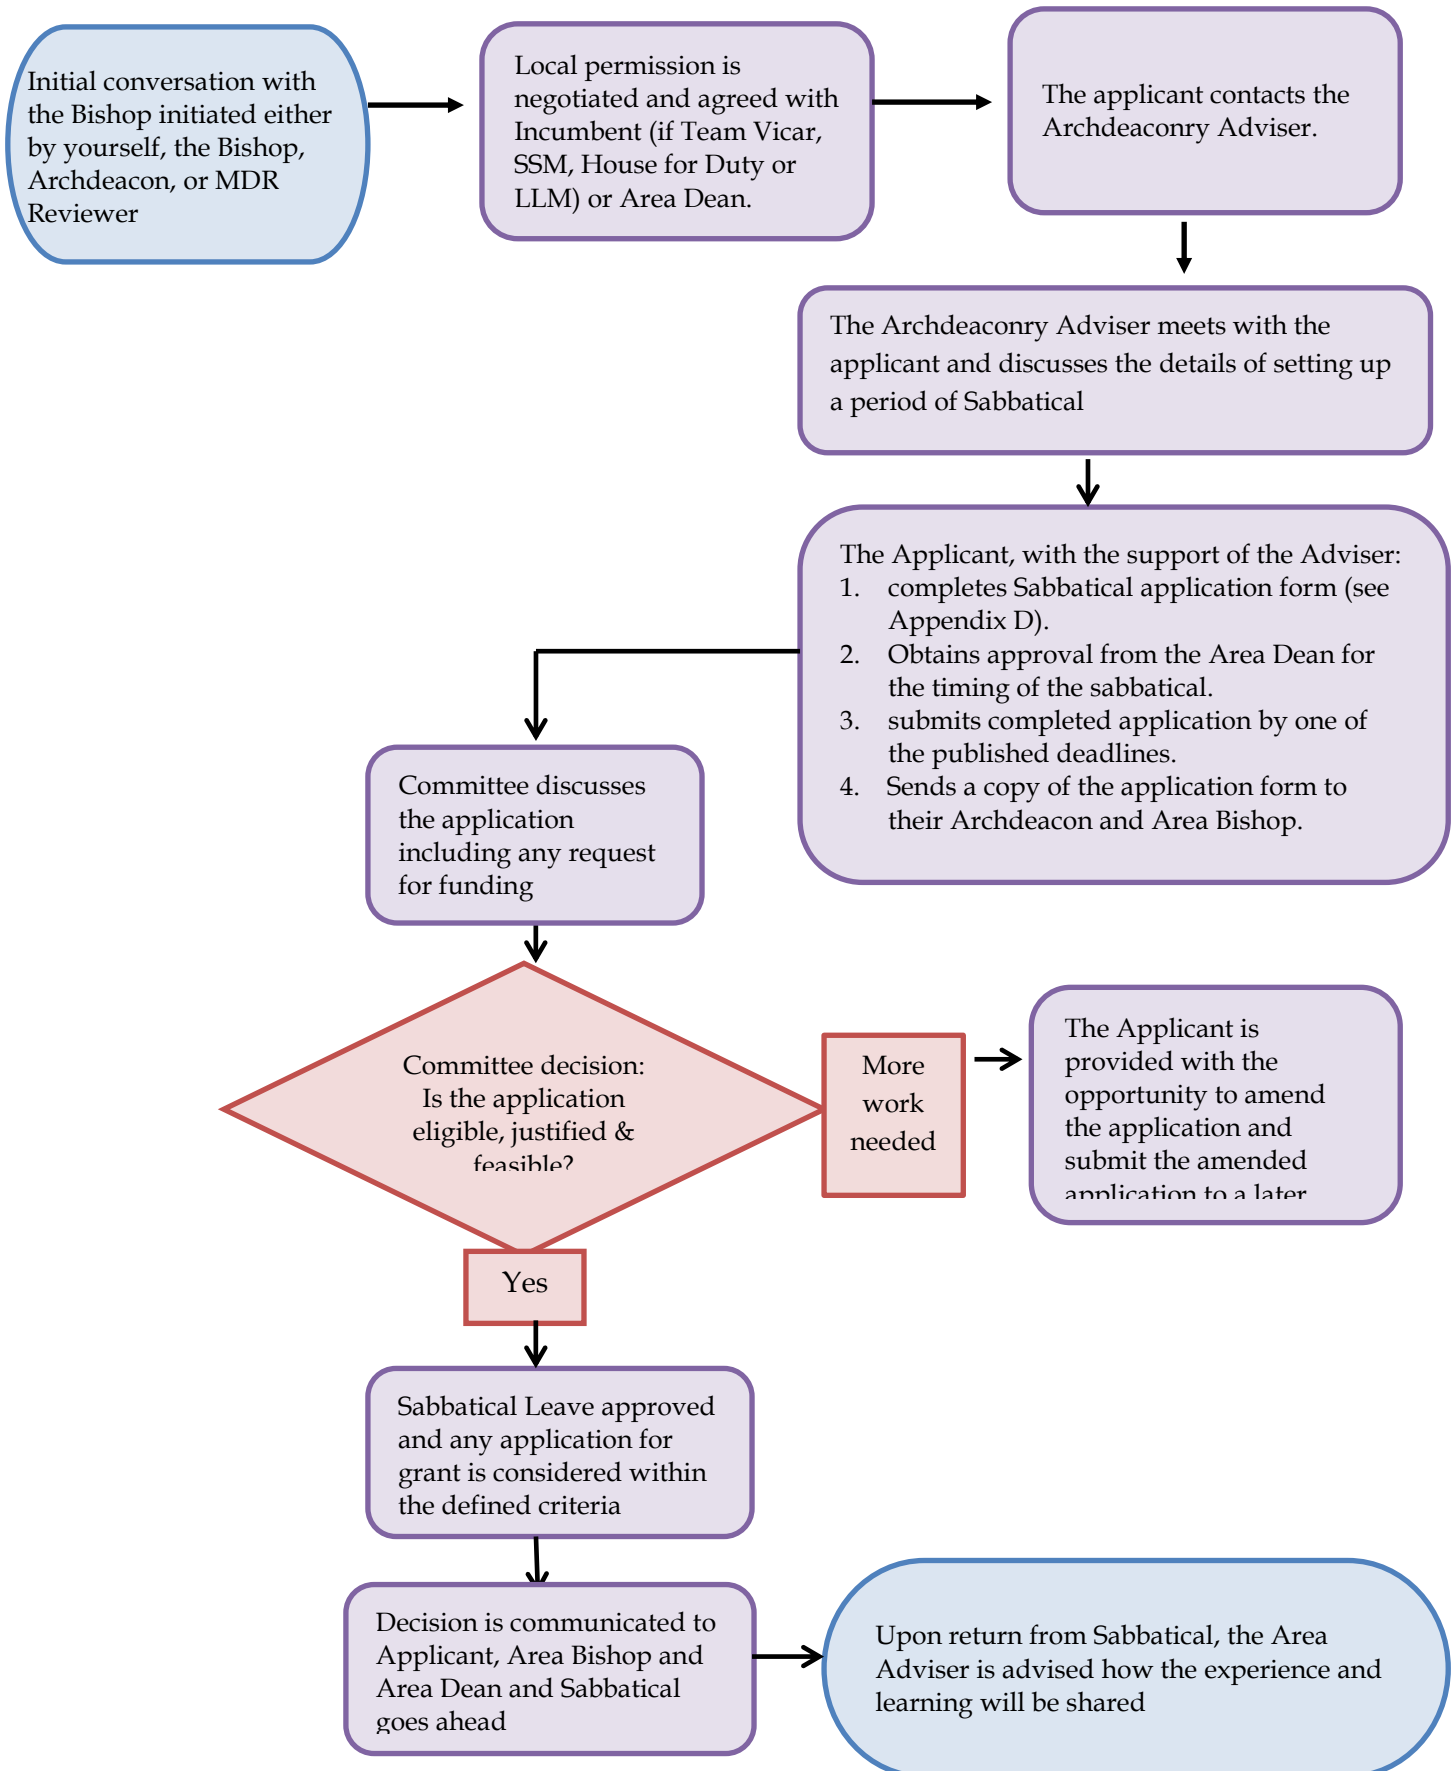 Initial conversation with
the Bishop initiated either
by yourself, the Bishop,
Archdeacon, or MDR
Reviewer
Local permission is
negotiated and agreed with
Incumbent (if Team Vicar,
SSM, House for Duty or
LLM) or Area Dean.
The applicant contacts the
Archdeaconry Adviser.
The Archdeaconry Adviser meets with the
applicant and discusses the details of setting up
a period of Sabbatical
The Applicant, with the support of the Adviser:
1. completes Sabbatical application form (see
Appendix D).
2. Obtains approval from the Area Dean for
the timing of the sabbatical.
3. submits completed application by one of
the published deadlines.
4. Sends a copy of the application form to
their Archdeacon and Area Bishop.
Committee discusses
the application
including any request
for funding
Committee decision:
Is the application
eligible, justified &
feasible?
More
work
needed
The Applicant is
provided with the
opportunity to amend
the application and
submit the amended
application to a later
Yes
Sabbatical Leave approved
and any application for
grant is considered within
the defined criteria
Decision is communicated to
Applicant, Area Bishop and
Area Dean and Sabbatical
goes ahead
Upon return from Sabbatical, the Area
Adviser is advised how the experience and
learning will be shared